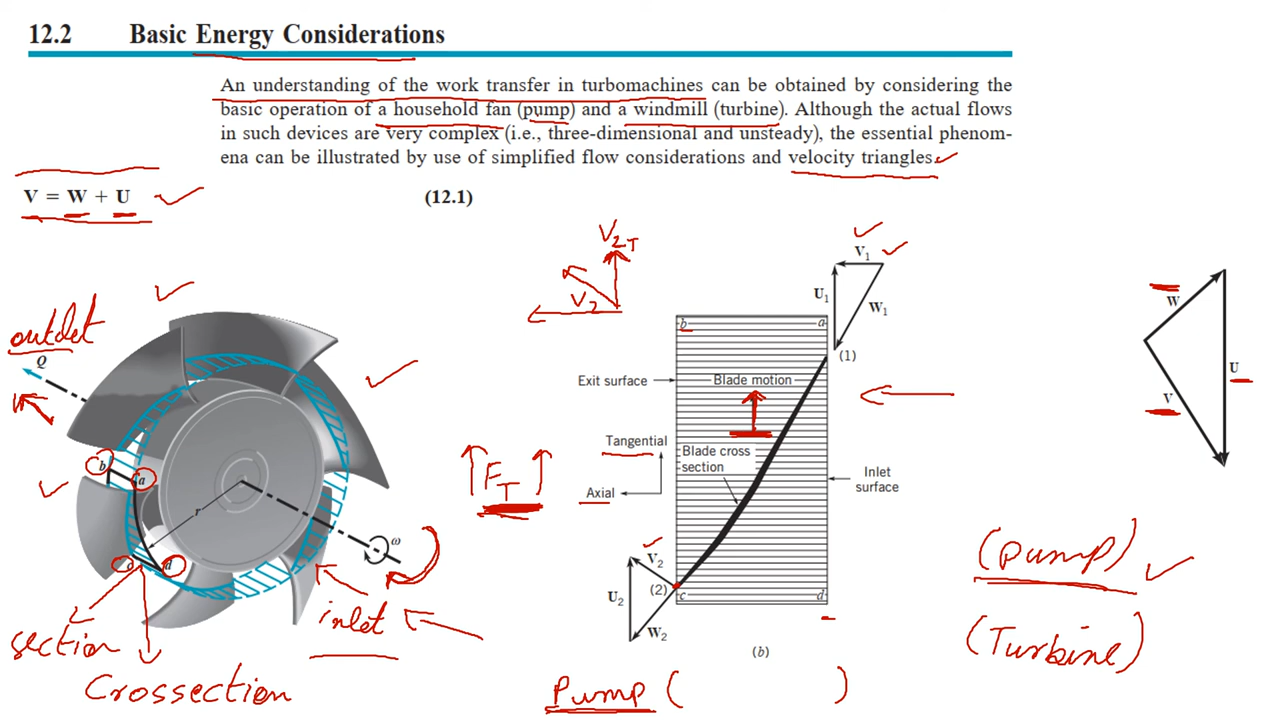 12.2 Basic Energy Considerations
An understanding of the work transfer in turbomachines can be obtained by considering the
basic operation of a household fan (pump) and a windmill (turbine). Although the actual flows
in such devices are very complex (i.e., three-dimensional and unsteady), the essential phenom-
ena can be illustrated by use of simplified flow considerations and velocity triangles.
V = W + U (12.1)
outdet
Q
b
a
r
c
d
ω
section
inlet
Crossection
V2T
V2
V1
U1
W1
b
a
(1)
Exit surface
Blade motion
Tangential
Blade cross
section
Axial
Inlet
surface
FT
V2
(2)
U2
W2
c
d
(b)
Pump ( )
W
U
V
(Pump)
(Turbine)